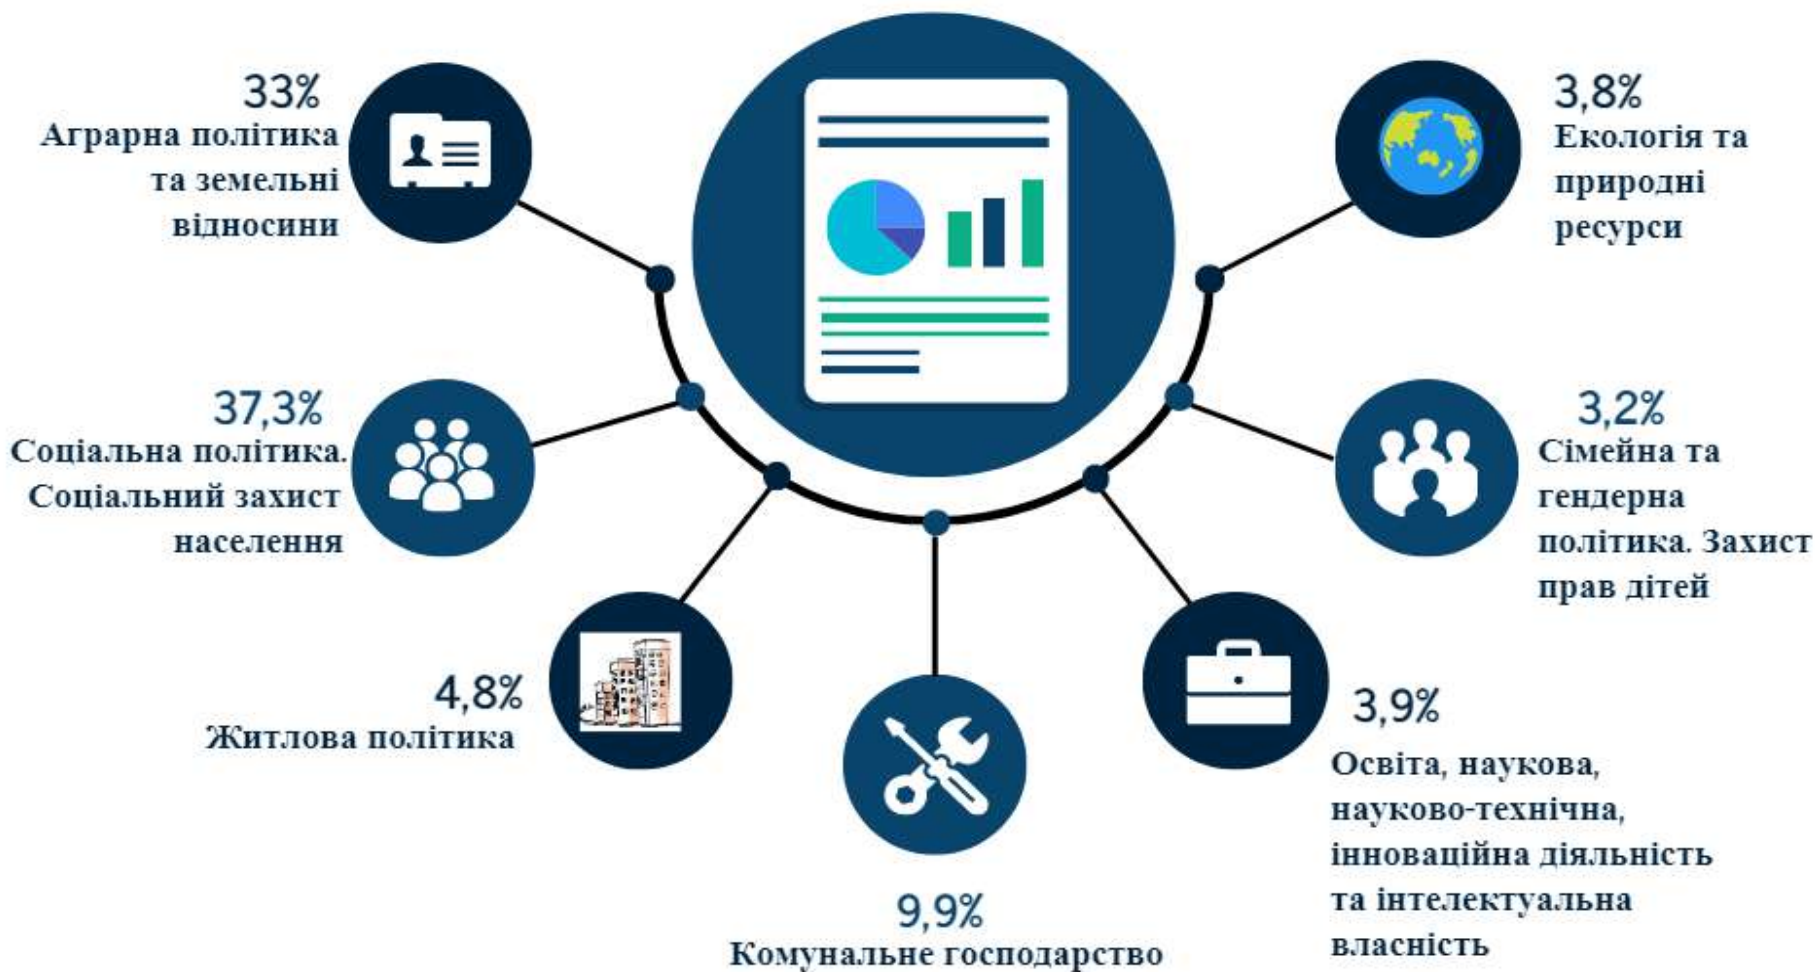 33%
Аграрна політика
та земельні
відносини
37,3%
Соціальна політика.
Соціальний захист
населення
4,8%
Житлова політика
9,9%
Комунальне господарство
3,9%
Освіта, наукова,
науково-технічна,
інноваційна діяльність
та інтелектуальна
власність
3,2%
Сімейна та
гендерна
політика. Захист
прав дітей
3,8%
Екологія та
природні
ресурси